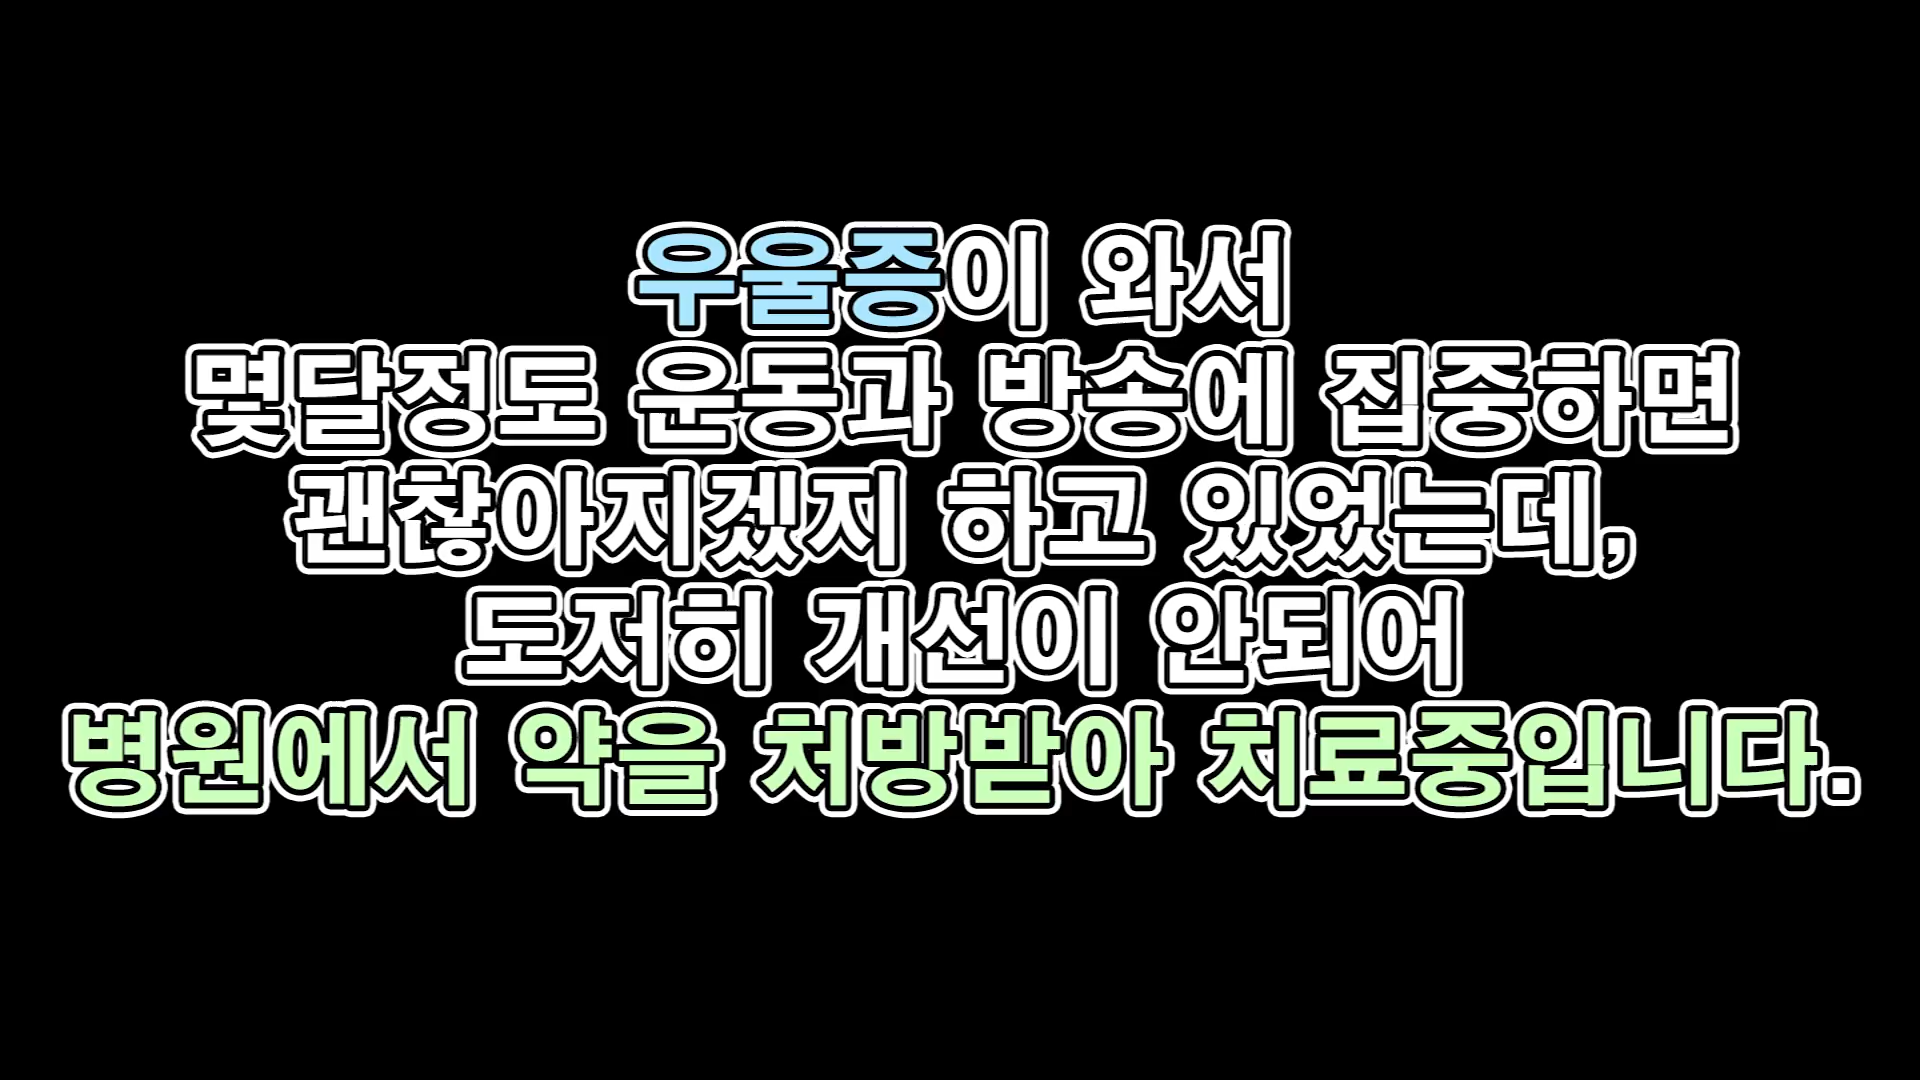 우울증이 와서
몇달정도 운동과 방송에 집중하면
괜찮아지겠지 하고 있었는데,
도저히 개선이 안되어
병원에서 약을 처방받아 치료중입니다.